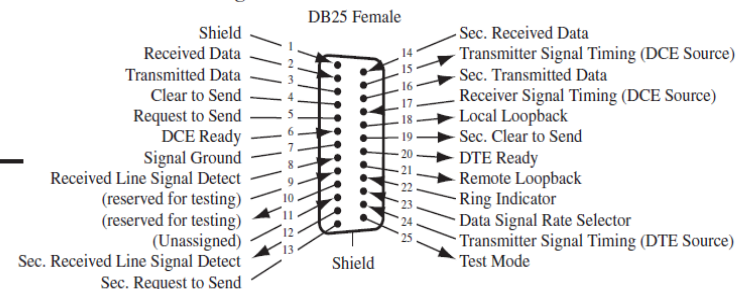 DB25 Female
Shield
Received Data
Transmitted Data
Clear to Send
Request to Send
DCE Ready
Signal Ground
Received Line Signal Detect
(reserved for testing)
(reserved for testing)
(Unassigned)
Sec. Received Line Signal Detect
Sec. Request to Send
1
2
3
4
5
6
7
8
9
10
11
12
13
14
15
16
17
18
19
20
21
22
23
24
25
Sec. Received Data
Transmitter Signal Timing (DCE Source)
Sec. Transmitted Data
Receiver Signal Timing (DCE Source)
Local Loopback
Sec. Clear to Send
DTE Ready
Remote Loopback
Ring Indicator
Data Signal Rate Selector
Transmitter Signal Timing (DTE Source)
Test Mode
Shield